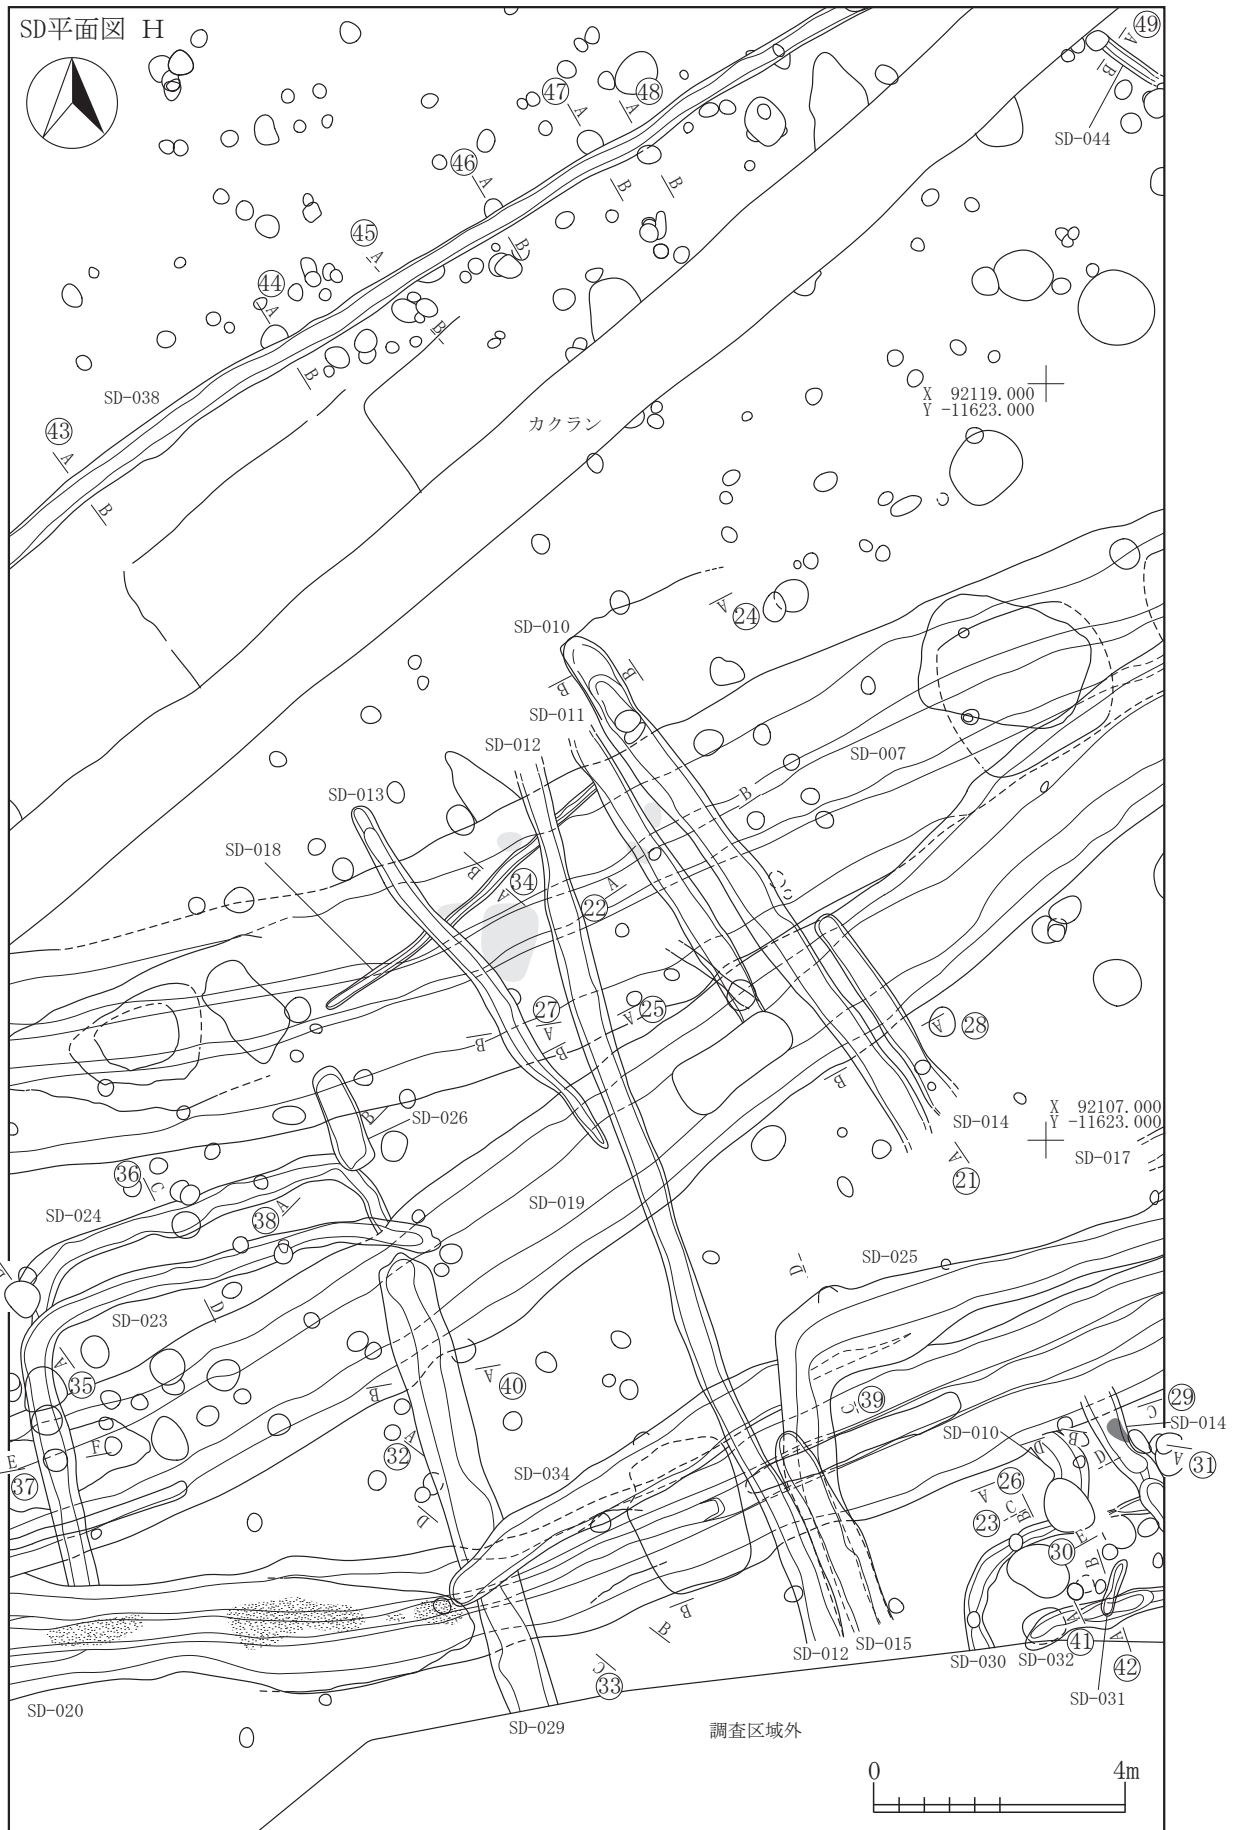 SD平面図 H
49
A
B
SD-044
47
A
A
48
46
A
B
B
45
A
B
44
A
B
B
SD-038
X 92119.000
Y -11623.000
カクラン
43
A
B
A
24
SD-010
B
B
SD-011
SD-012
SD-007
B
SD-013
SD-018
B
34
A
A
22
27
A
B
A
25
A
28
B
B
SD-026
B
SD-014
X 92107.000
Y -11623.000
SD-017
A
21
36
C
SD-024
38
A
SD-019
D
SD-025
SD-023
D
A
35
A
40
B
C
39
C
29
SD-014
SD-010
D
B
D
A
31
E
F
37
A
32
SD-034
A
26
C
B
23
D
30
E
B
B
B
A
41
A
42
SD-012
SD-015
SD-030
SD-032
SD-031
C
33
SD-020
SD-029
調査区域外
0
4m